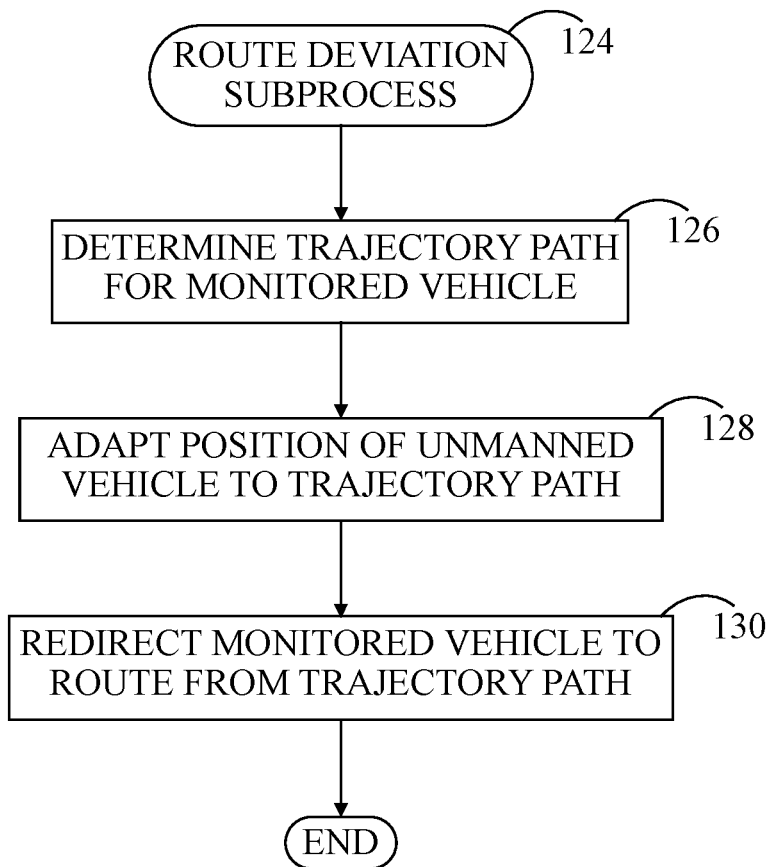 ROUTE DEVIATION
SUBPROCESS
124
DETERMINE TRAJECTORY PATH
FOR MONITORED VEHICLE
126
ADAPT POSITION OF UNMANNED
VEHICLE TO TRAJECTORY PATH
128
REDIRECT MONITORED VEHICLE TO
ROUTE FROM TRAJECTORY PATH
130
END